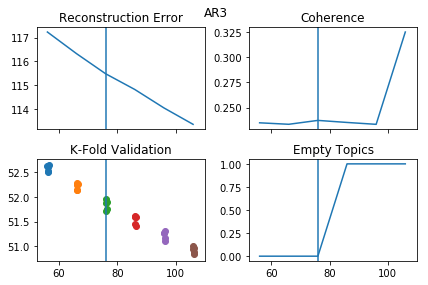 AR3
Reconstruction Error
Coherence
117
116
115
114
0.325
0.300
0.275
0.250
K-Fold Validation
Empty Topics
52.5
52.0
51.5
51.0
1.00
0.75
0.50
0.25
0.00
60 80 100
60 80 100